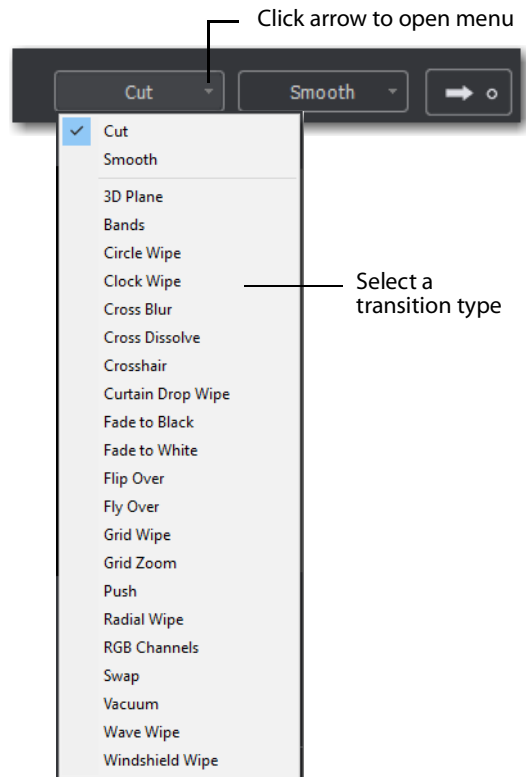 Click arrow to open menu
Cut
Smooth
Cut
Smooth
3D Plane
Bands
Circle Wipe
Clock Wipe
Select a
transition type
Cross Blur
Cross Dissolve
Crosshair
Curtain Drop Wipe
Fade to Black
Fade to White
Flip Over
Fly Over
Grid Wipe
Grid Zoom
Push
Radial Wipe
RGB Channels
Swap
Vacuum
Wave Wipe
Windshield Wipe